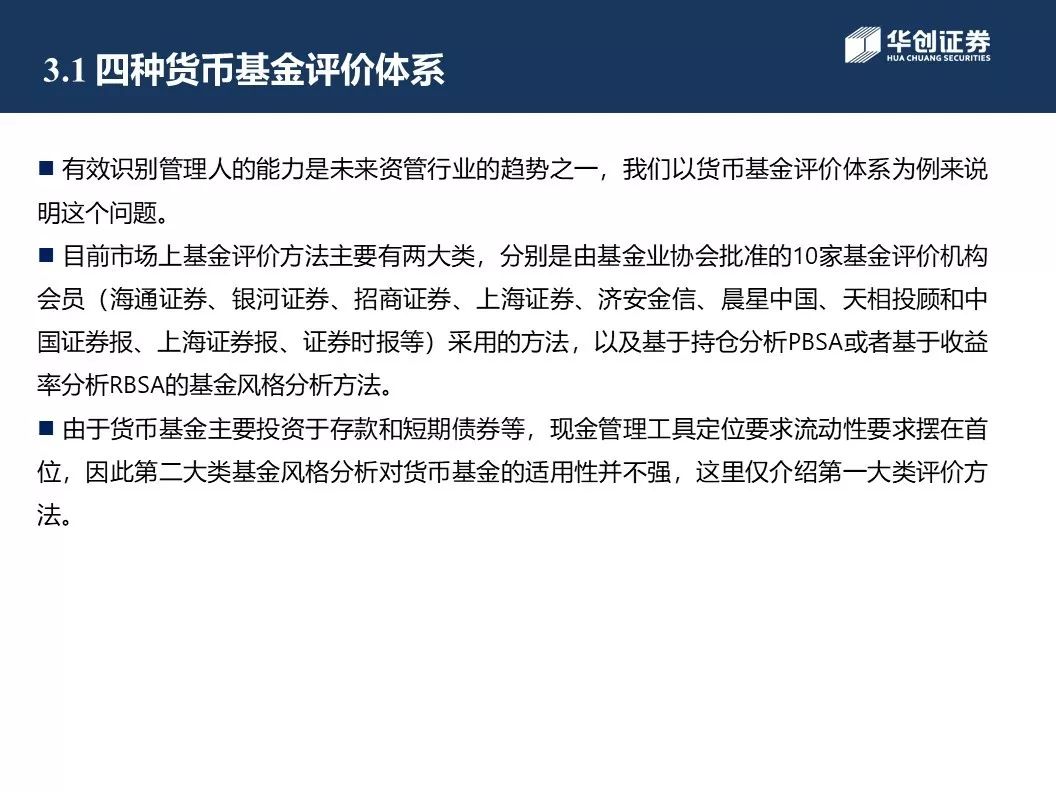 3.1 四种货币基金评价体系
华创证券
HUA CHUANG SECURITIES
■ 有效识别管理人的能力是未来资管行业的趋势之一，我们以货币基金评价体系为例来说
明这个问题。
■ 目前市场上基金评价方法主要有两大类，分别是由基金业协会批准的10家基金评价机构
会员（海通证券、银河证券、招商证券、上海证券、济安金信、晨星中国、天相投顾和中
国证券报、上海证券报、证券时报等）采用的方法，以及基于持仓分析PBSA或者基于收益
率分析RBSA的基金风格分析方法。
■ 由于货币基金主要投资于存款和短期债券等，现金管理工具定位要求流动性要求摆在首
位，因此第二大类基金风格分析对货币基金的适用性并不强，这里仅介绍第一大类评价方
法。